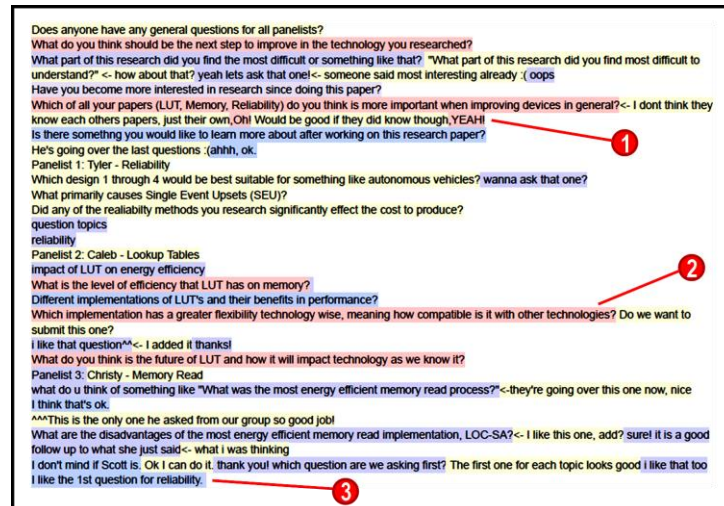 Does anyone have any general questions for all panelists?
What do you think should be the next step to improve in the technology you researched?
What part of this research did you find the most difficult or something like that? "What part of this research did you find most difficult to
understand?" <- how about that? yeah lets ask that one!<- someone said most interesting already :( oops
Have you become more interested in research since doing this paper?
Which of all your papers (LUT, Memory, Reliability) do you think is more important when improving devices in general?<- I dont think they
know each others papers, just their own,Oh! Would be good if they did know though,YEAH!
Is there somethng you would like to learn more about after working on this research paper?
1
He's going over the last questions :(ahhh, ok.
Panelist 1: Tyler - Reliability
Which design 1 through 4 would be best suitable for something like autonomous vehicles? wanna ask that one?
What primarily causes Single Event Upsets (SEU)?
Did any of the realiabilty methods you research significantly effect the cost to produce?
question topics
reliability
Panelist 2: Caleb - Lookup Tables
impact of LUT on energy efficiency
2
What is the level of efficiency that LUT has on memory?
Different implementations of LUT's and their benefits in performance?
Which implementation has a greater flexibility technology wise, meaning how compatible is it with other technologies? Do we want to
submit this one?
i like that question^^<- I added it thanks!
What do you think is the future of LUT and how it will impact technology as we know it?
Panelist 3: Christy - Memory Read
what do u think of something like "What was the most energy efficient memory read process?"<-they're going over this one now, nice
I think that's ok.
^^^This is the only one he asked from our group so good job!
What are the disadvantages of the most energy efficient memory read implementation, LOC-SA?<- I like this one, add? sure! it is a good
follow up to what she just said<- what i was thinking
I don't mind if Scott is. Ok I can do it. thank you! which question are we asking first? The first one for each topic looks good i like that too
I like the 1st question for reliability.
3